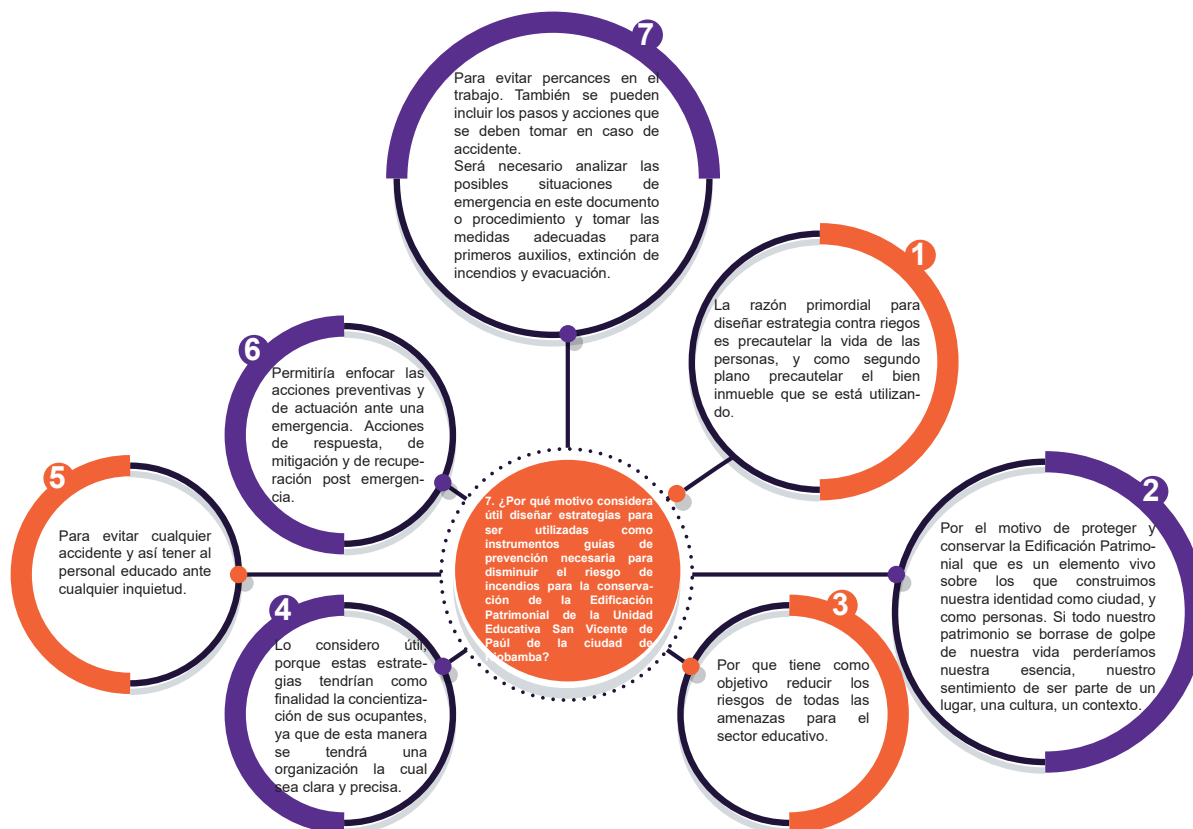 7. ¿Por qué motivo considera
útil diseñar estrategias para
ser utilizadas como
instrumentos guias de
prevención necesaria para
disminuir el riesgo de
incendios para la conserva-
ación de la Edificación
Patrimonial de la Unidad
Educativa San Vicente de
Paúl de la ciudad de
Riobamba?
1
La razón primordial para
diseñar estrategia contra riegos
es precautelar la vida de las
personas, y como segundo
plano precautelar el bien
inmueble que se está utilizan-
do.
2
Por el motivo de proteger y
conservar la Edificación Patrimo-
nial que es un elemento vivo
sobre los que construimos
nuestra identidad como ciudad, y
como personas. Si todo nuestro
patrimonio se borrase de golpe
de nuestra vida perderíamos
nuestra esencia, nuestro
sentimiento de ser parte de un
lugar, una cultura, un contexto.
3
Por que tiene como
objetivo reducir los
riesgos de todas las
amenazas para el
sector educativo.
4
Lo considero útil,
porque estas estrate-
gias tendrían como
finalidad la concientiza-
ción de sus ocupantes,
ya que de esta manera
se tendrá una
organización la cual
sea clara y precisa.
5
Para evitar cualquier
accidente y así tener al
personal educado ante
cualquier inquietud.
6
Permitiría enfocar las
acciones preventivas y
de actuación ante una
emergencia. Acciones
de respuesta, de
mitigación y de recupe-
ración post emergen-
cia.
7
Para evitar percances en el
trabajo. También se pueden
incluir los pasos y acciones que
se deben tomar en caso de
accidente.
Será necesario analizar las
posibles situaciones de
emergencia en este documento
o procedimiento y tomar las
medidas adecuadas para
primeros auxilios, extinción de
incendios y evacuación.